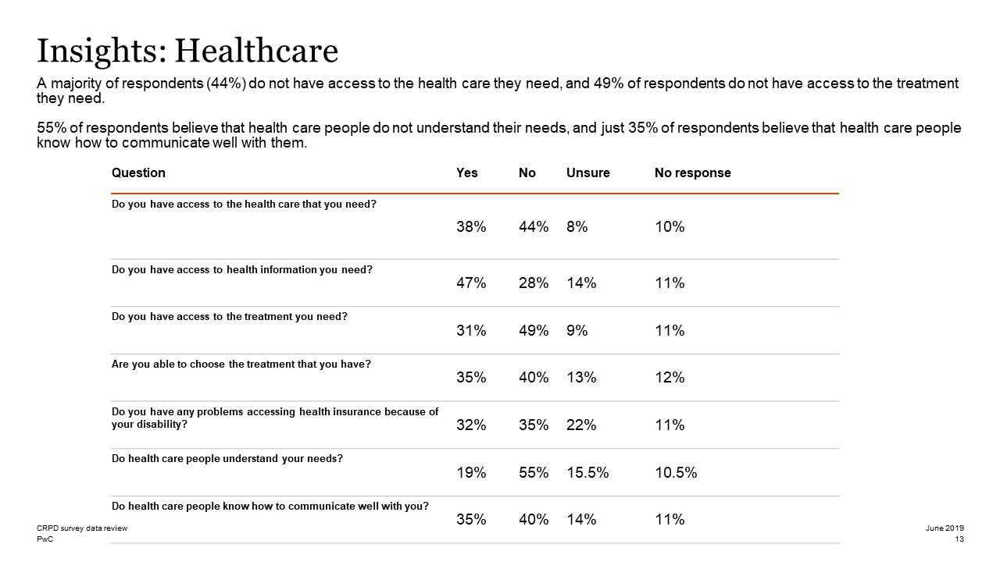 Insights: Healthcare
A majority of respondents (44%) do not have access to the health care they need, and 49% of respondents do not have access to the treatment
they need.
55% of respondents believe that health care people do not understand their needs, and just 35% of respondents believe that health care people
know how to communicate well with them.
Question Yes No Unsure No response
Do you have access to the health care that you need?
38% 44% 8% 10%
Do you have access to health information you need?
47% 28% 14% 11%
Do you have access to the treatment you need?
31% 49% 9% 11%
Are you able to choose the treatment that you have?
35% 40% 13% 12%
Do you have any problems accessing health insurance because of
your disability?
32% 35% 22% 11%
Do health care people understand your needs?
19% 55% 15.5% 10.5%
Do health care people know how to communicate well with you?
35% 40% 14% 11%
CRPD survey data review June 2019
PwC 13